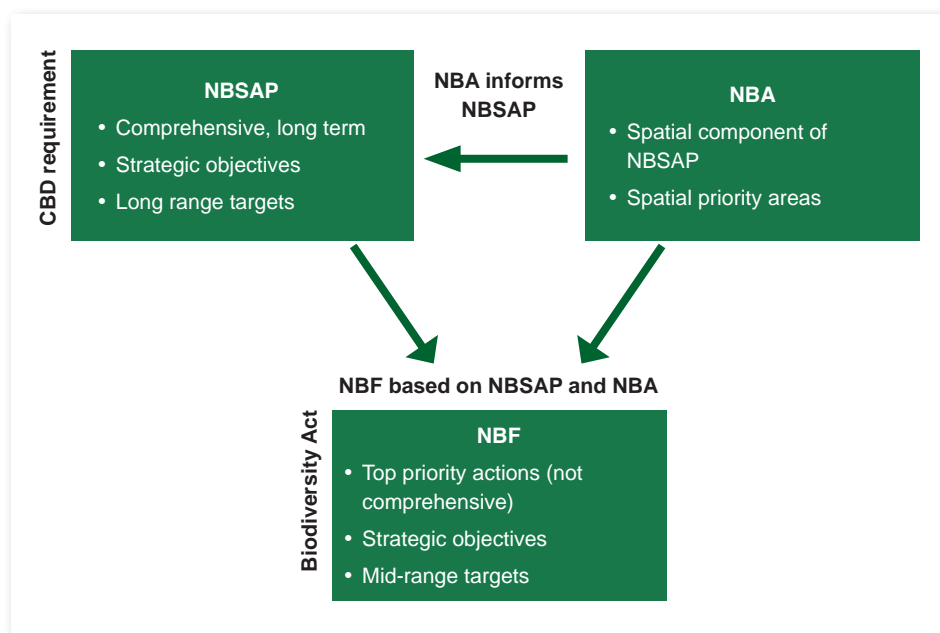 CBD requirement
NBSAP
• Comprehensive, long term
• Strategic objectives
• Long range targets
NBA informs
NBSAP
NBA
• Spatial component of
NBSAP
• Spatial priority areas
NBF based on NBSAP and NBA
Biodiversity Act
NBF
• Top priority actions (not
comprehensive)
• Strategic objectives
• Mid-range targets